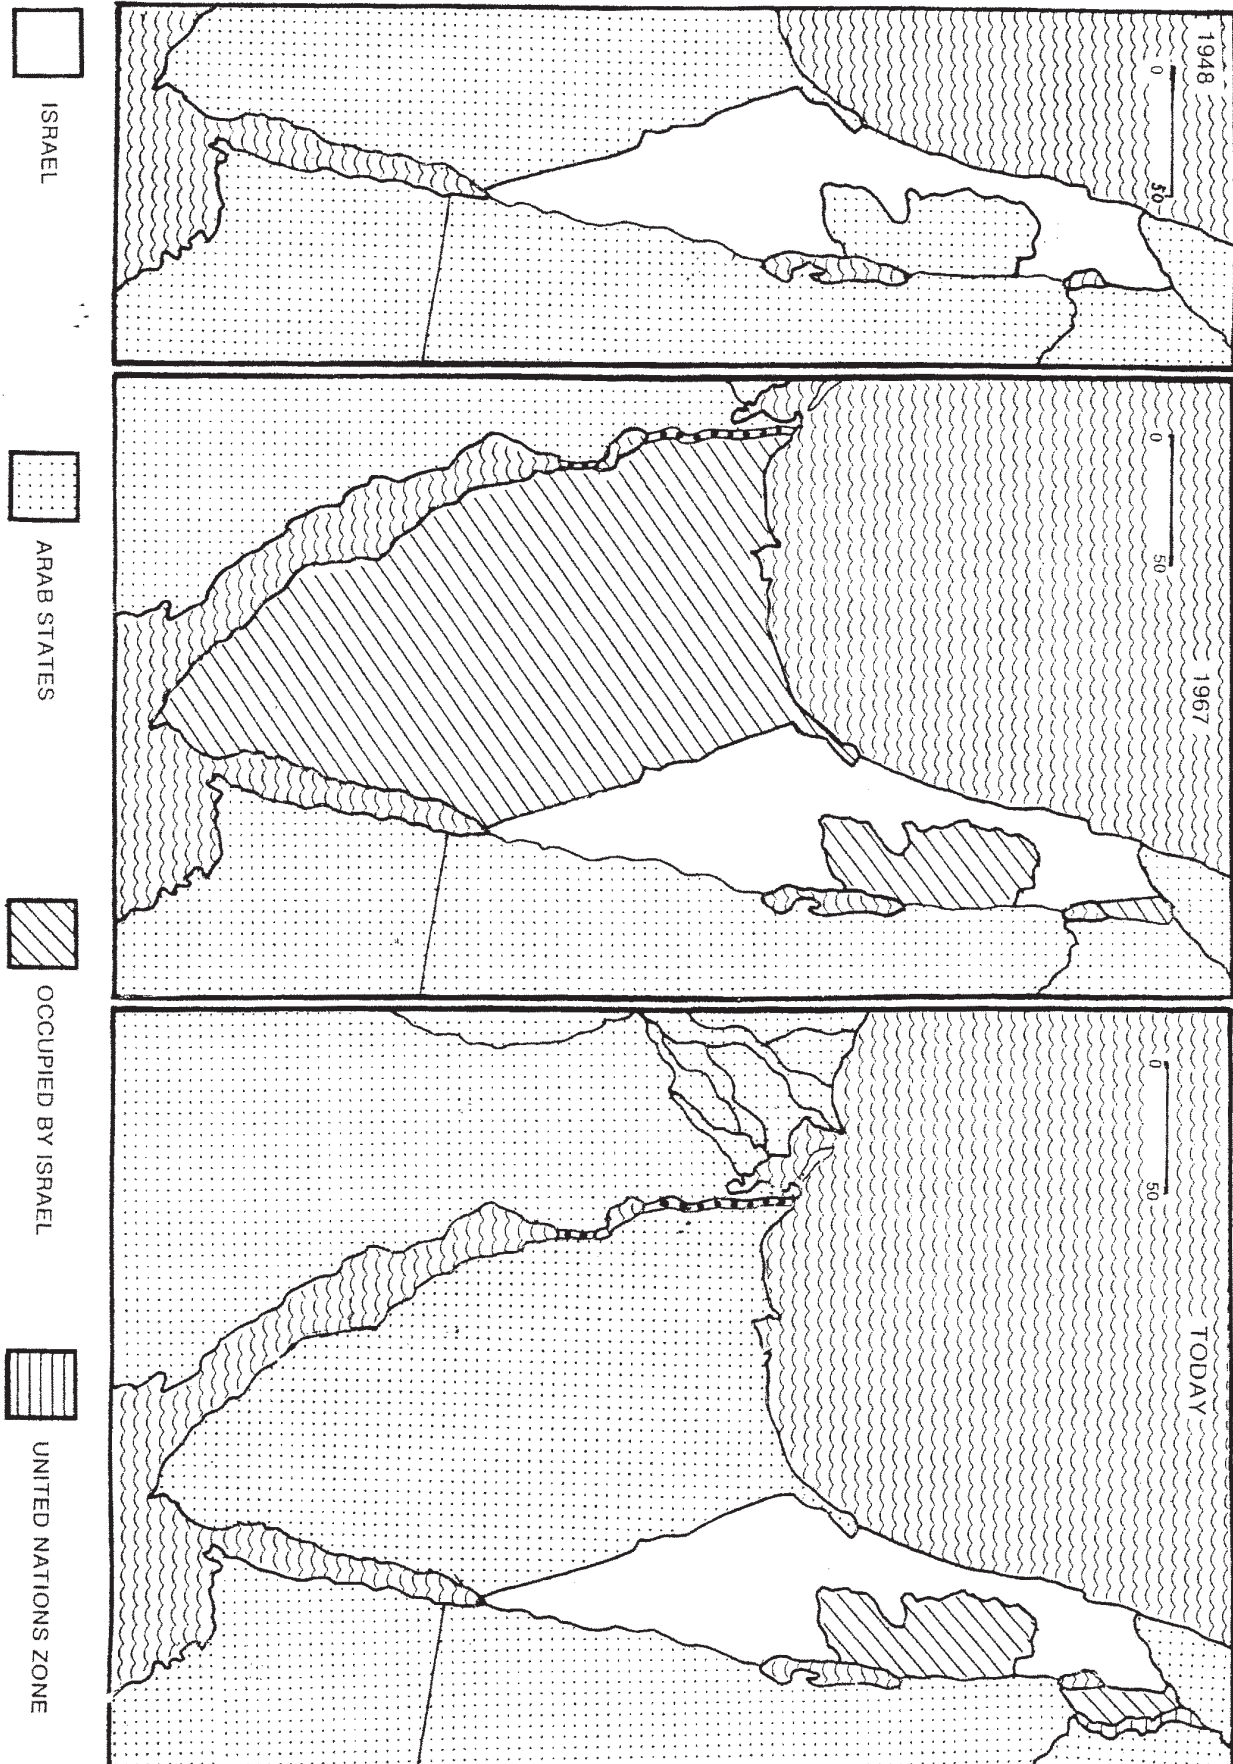 1948
0 50
1967
0 50
TODAY
0 50
ISRAEL
ARAB STATES
OCCUPIED BY ISRAEL
UNITED NATIONS ZONE